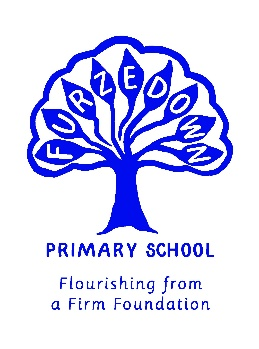 FURZEDOWN
PRIMARY SCHOOL
Flourishing from
a Firm Foundation